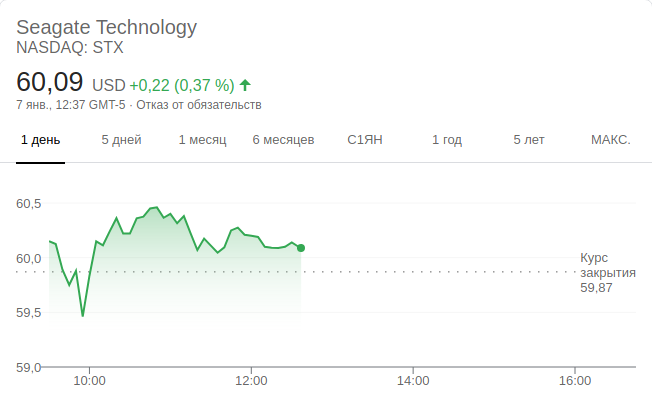 Seagate Technology
NASDAQ: STX
60,09 USD +0,22 (0,37 %)
7 янв., 12:37 GMT-5 · Отказ от обязательств
1 день 5 дней 1 месяц 6 месяцев С1ЯН 1 год 5 лет МАКС.
60,5
60,0
Курс
закрытия
59,87
59,5
59,0
10:00 12:00 14:00 16:00